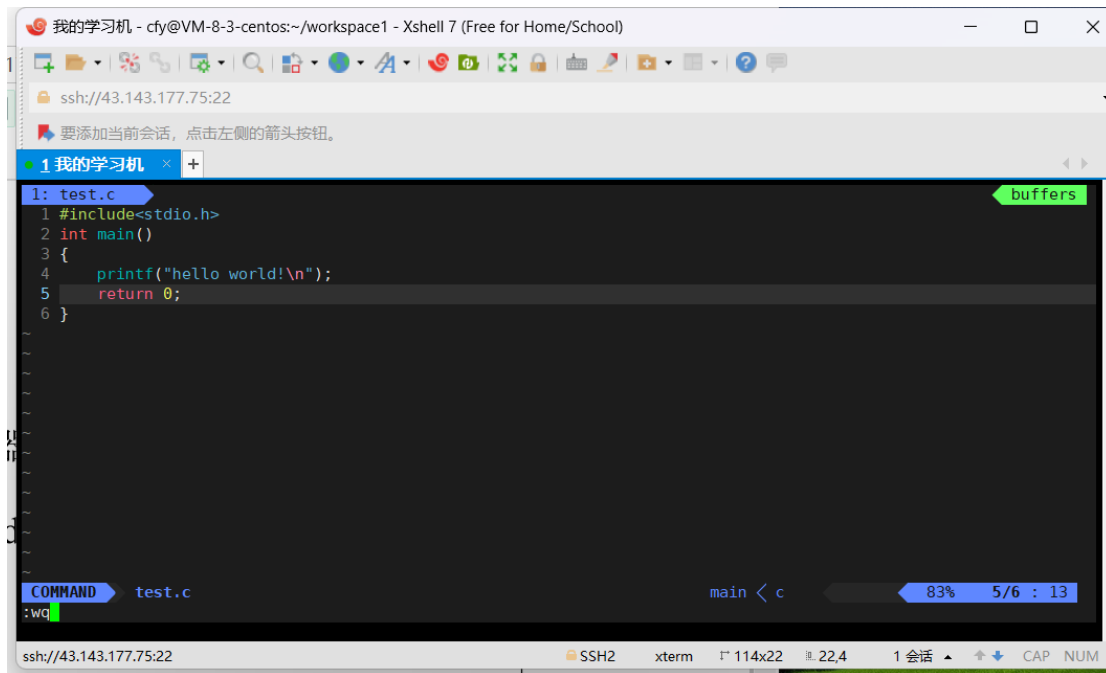 我的学习机 - cfy@VM-8-3-centos:~/workspace1 - Xshell 7 (Free for Home/School)
ssh://43.143.177.75:22
要添加当前会话，点击左侧的箭头按钮。
1 我的学习机 × +
1: test.c buffers
1 #include<stdio.h>
2 int main()
3 {
4     printf("hello world!\n");
5     return 0;
6 }
~
~
~
~
~
~
~
~
~
~
~
~
~
COMMAND test.c main < c 83% 5/6 : 13
:wq
ssh://43.143.177.75:22 SSH2 xterm 114x22 22,4 1 会话 CAP NUM